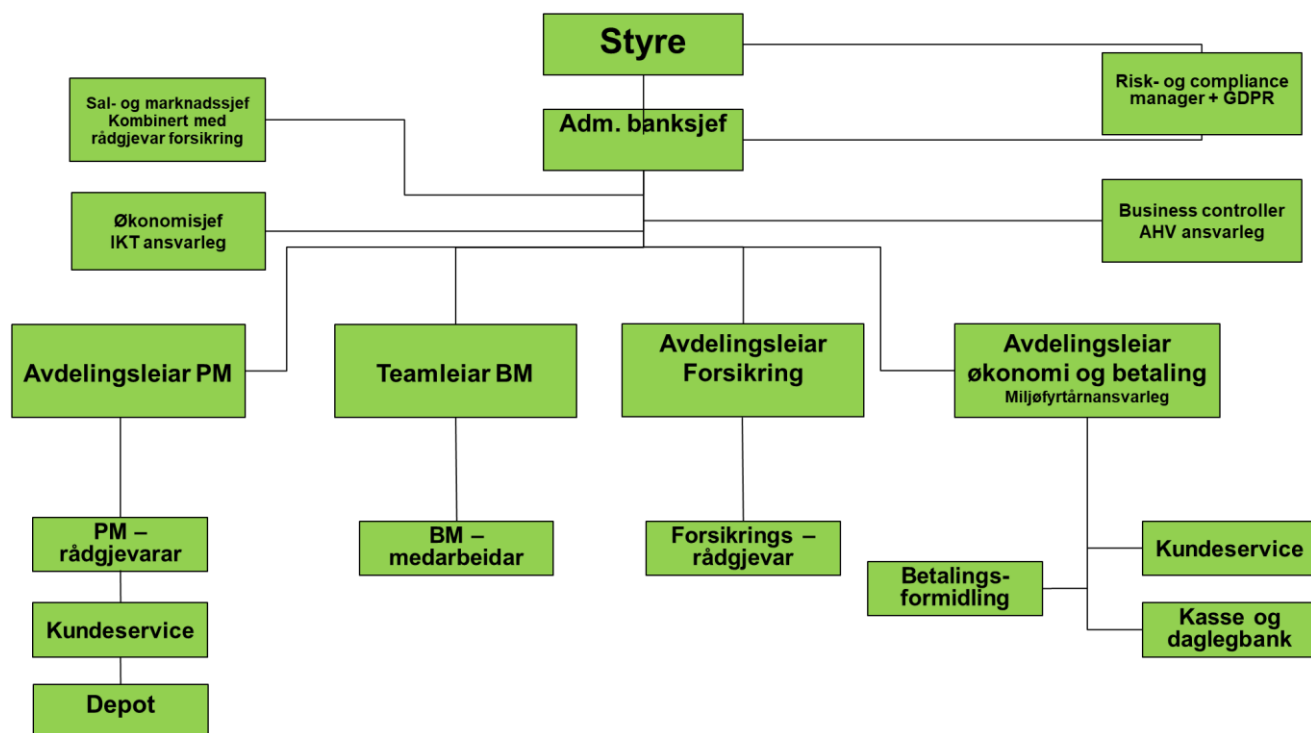 Styre
Risk- og compliance
manager + GDPR
Sal- og marknadssjef
Kombinert med
rådgjevar forsikring
Adm. banksjef
Økonomisjef
IKT ansvarleg
Business controller
AHV ansvarleg
Avdelingsleiar PM
Teamleiar BM
Avdelingsleiar
Forsikring
Avdelingsleiar
økonomi og betaling
Miljøfyrtårnansvarleg
PM –
rådgjevarar
BM –
medarbeidar
Forsikrings –
rådgjevar
Kundeservice
Betalings-
formidling
Kundeservice
Kasse og
daglegbank
Depot